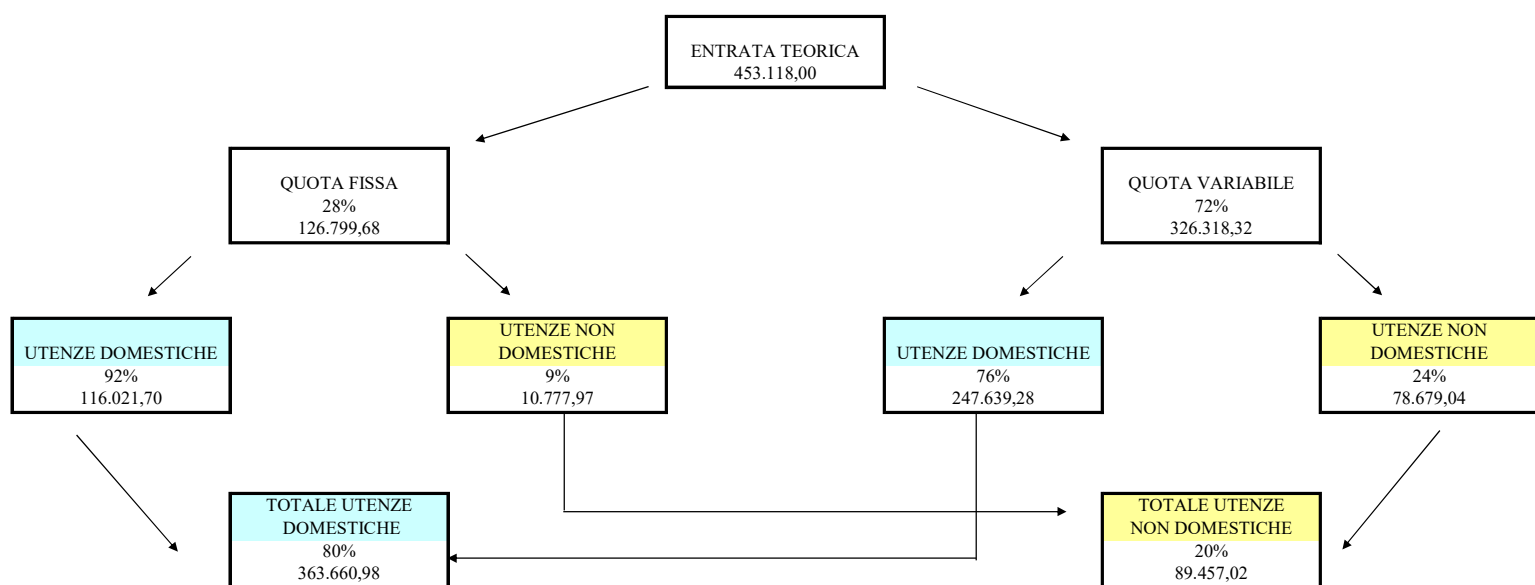 ENTRATA TEORICA
453.118,00
QUOTA FISSA
28%
126.799,68
QUOTA VARIABILE
72%
326.318,32
UTENZE DOMESTICHE
92%
116.021,70
UTENZE NON
DOMESTICHE
9%
10.777,97
UTENZE DOMESTICHE
76%
247.639,28
UTENZE NON
DOMESTICHE
24%
78.679,04
TOTALE UTENZE
DOMESTICHE
80%
363.660,98
TOTALE UTENZE
NON DOMESTICHE
20%
89.457,02